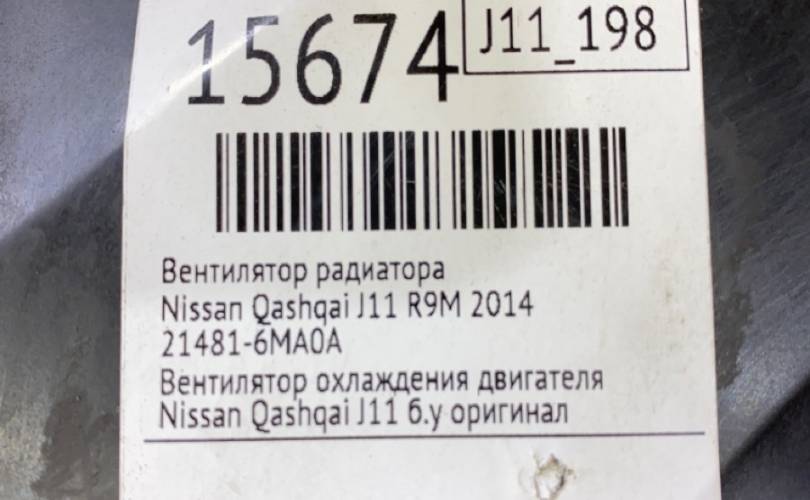 15674
J11_198
Вентилятор радиатора
Nissan Qashqai J11 R9M 2014
21481-6MA0A
Вентилятор охлаждения двигателя
Nissan Qashqai J11 б.у оригинал